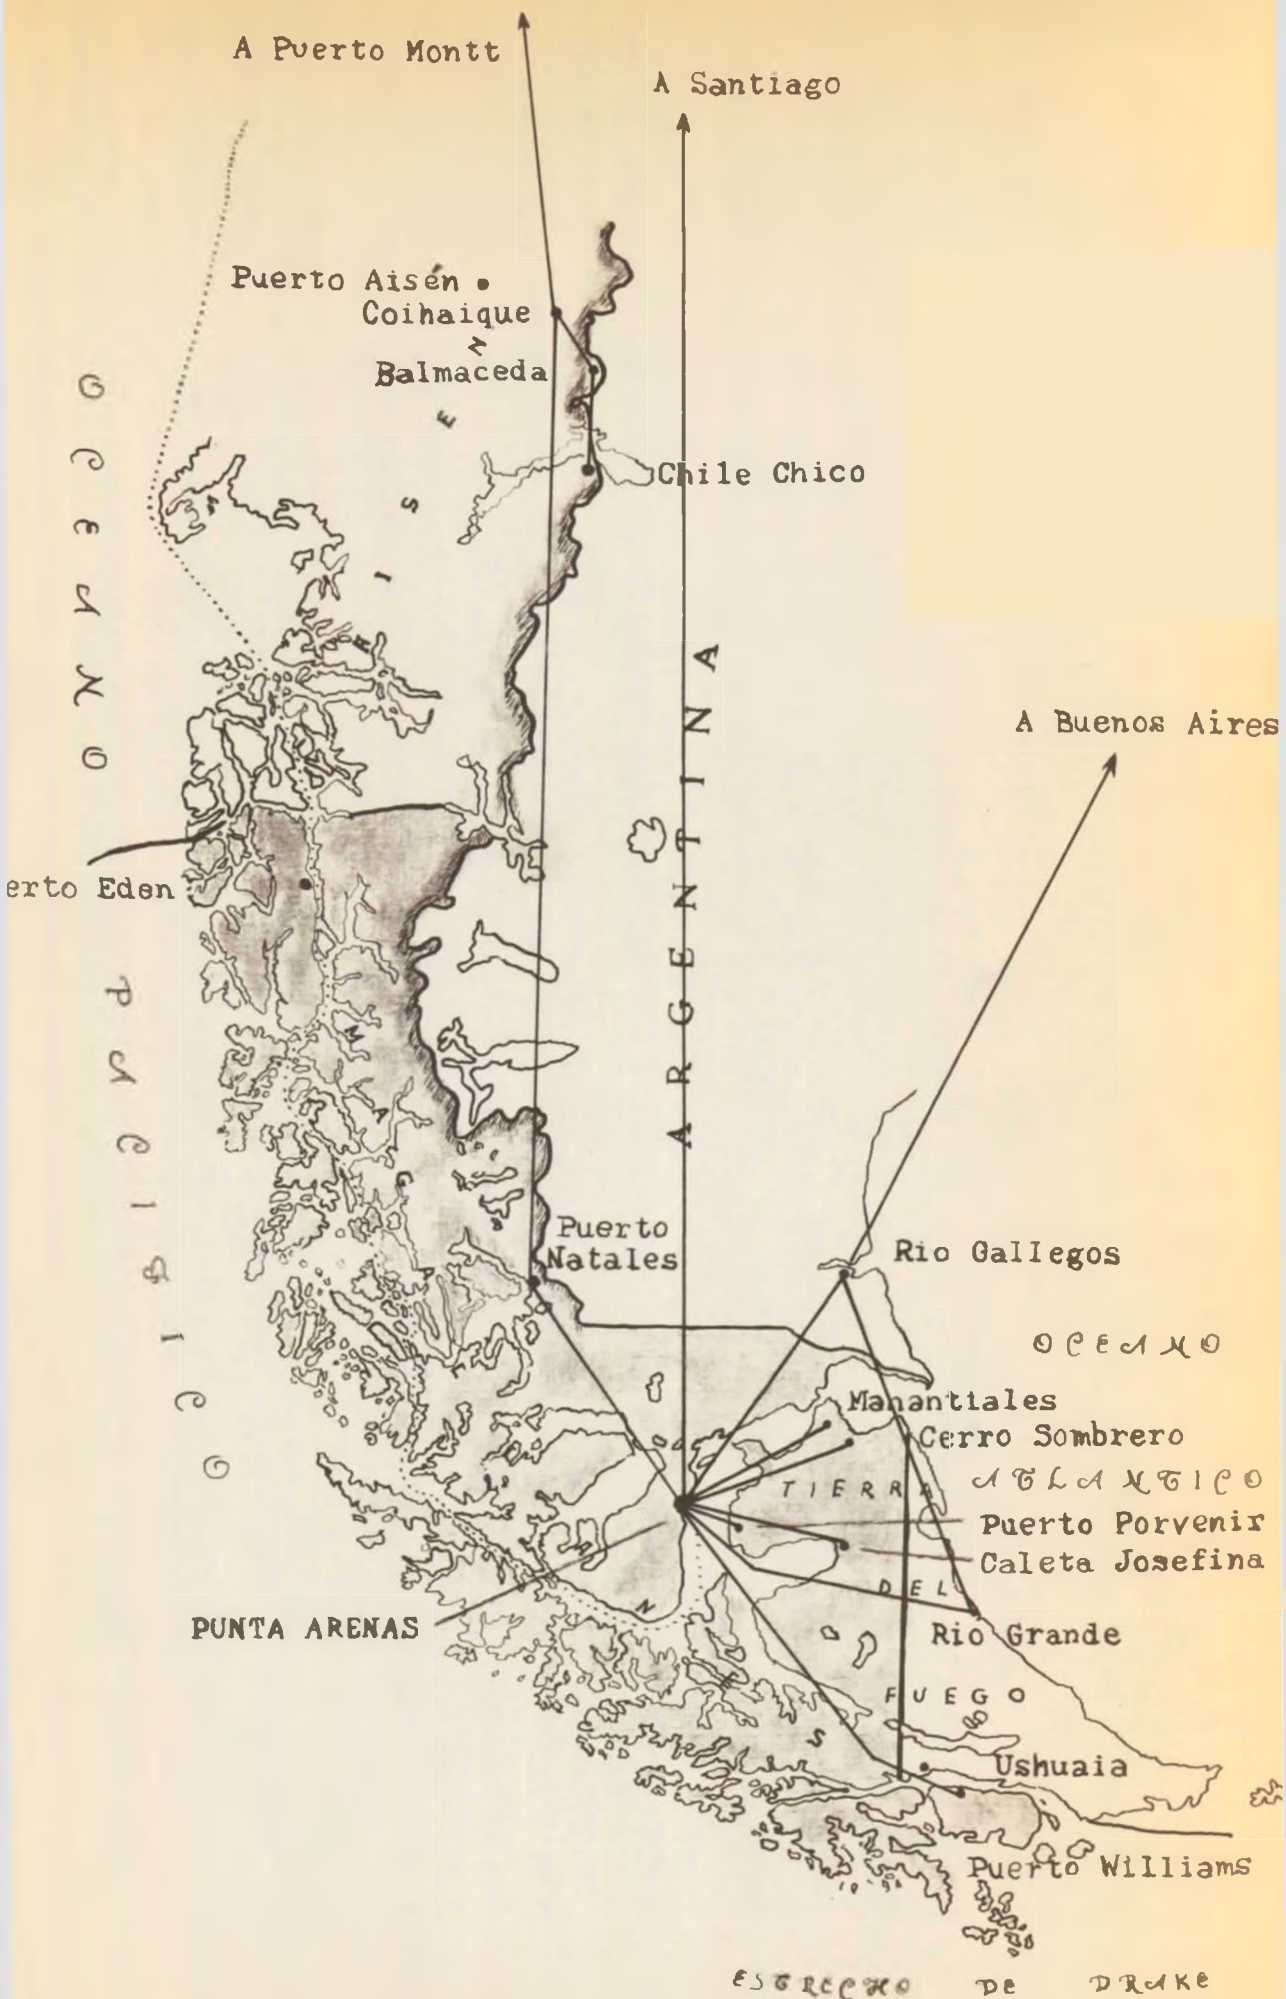 A Puerto Montt
A Santiago
Puerto Aisén
Coihaique
Balmaceda
AISEN
Chile Chico
OCEANO
PACIFICO
ARGENTINA
A Buenos Aires
erto Eden
MAGALLANES
Puerto
Natales
Rio Gallegos
OCEANO
ATLANTICO
Manantiales
Cerro Sombrero
TIERRA
DEL
FUEGO
Puerto Porvenir
Caleta Josefina
PUNTA ARENAS
Rio Grande
Ushuaia
Puerto Williams
ESTRECHO DE DRAKE